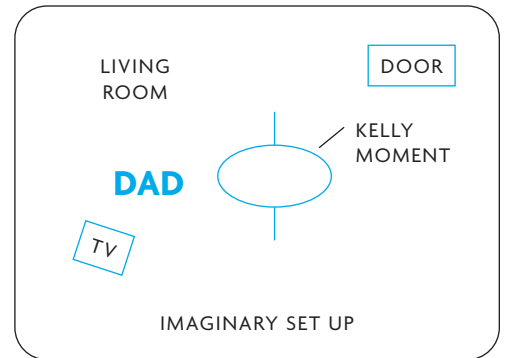 LIVING
ROOM
DOOR
KELLY
MOMENT
DAD
TV
IMAGINARY SET UP